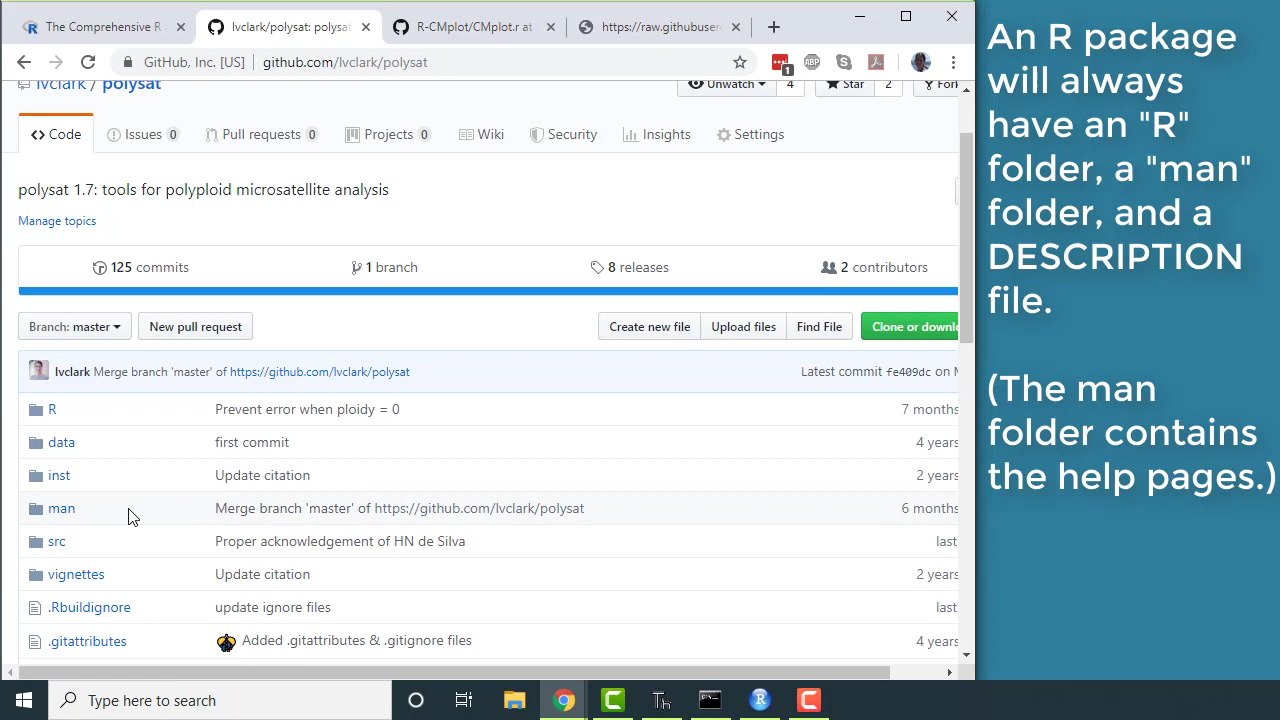 The Comprehensive R A
lvclark/polysat: polysat
R-CMplot/CMplot.r at
https://raw.githubuserc
GitHub, Inc. [US]
github.com/lvclark/polysat
ABP
1
lvclark / polysat
Unwatch 4
Star 2
Fork
Code
Issues 0
Pull requests 0
Projects 0
Wiki
Security
Insights
Settings
polysat 1.7: tools for polyploid microsatellite analysis
Manage topics
125 commits
1 branch
8 releases
2 contributors
Branch: master
New pull request
Create new file
Upload files
Find File
Clone or downlo
lvclark Merge branch 'master' of https://github.com/lvclark/polysat
Latest commit fe409dc on M
R Prevent error when ploidy = 0 7 months
data first commit 4 years
inst Update citation 2 years
man Merge branch 'master' of https://github.com/lvclark/polysat 6 months
src Proper acknowledgement of HN de Silva last
vignettes Update citation 2 years
.Rbuildignore update ignore files last
.gitattributes Added .gitattributes & .gitignore files 4 years
Type here to search
Th
R
An R package
will always
have an "R"
folder, a "man"
folder, and a
DESCRIPTION
file.
(The man
folder contains
the help pages.)